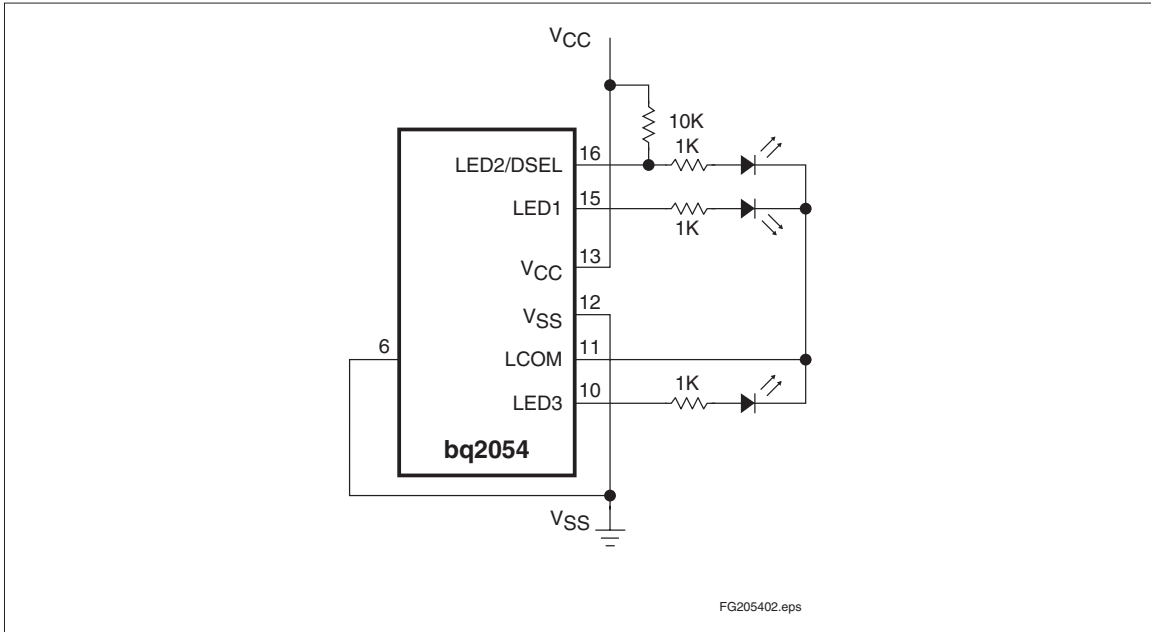 VCC
10K
1K
LED2/DSEL
16
LED1
15
1K
VCC
13
VSS
12
6
LCOM
11
LED3
10
1K
bq2054
VSS
FG205402.eps